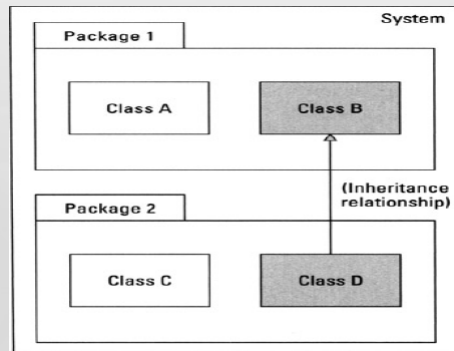 System
Package 1
Class A
Class B
(Inheritance
relationship)
Package 2
Class C
Class D